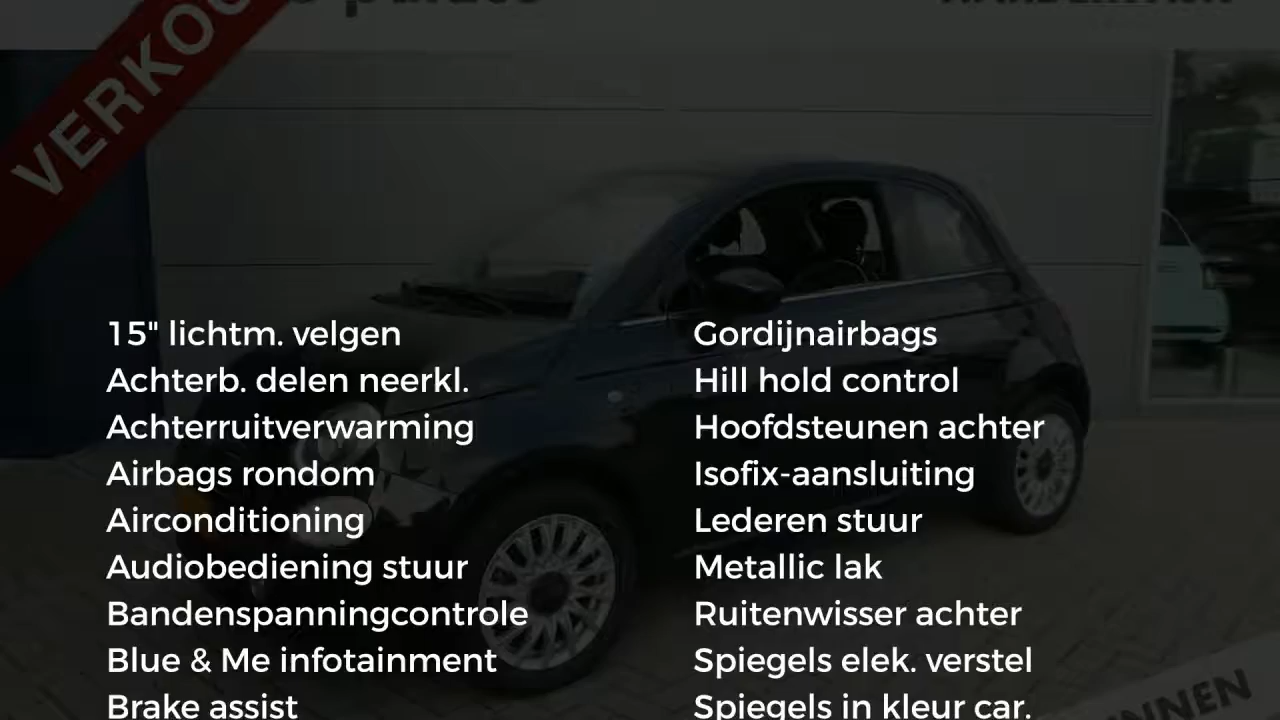 VERKO
15" lichtm. velgen
Achterb. delen neerkl.
Achterruitverwarming
Airbags rondom
Airconditioning
Audiobediening stuur
Bandenspanningcontrole
Blue & Me infotainment
Brake assist
Gordijnairbags
Hill hold control
Hoofdsteunen achter
Isofix-aansluiting
Lederen stuur
Metallic lak
Ruitenwisser achter
Spiegels elek. verstel
Spiegels in kleur car.
NNEN